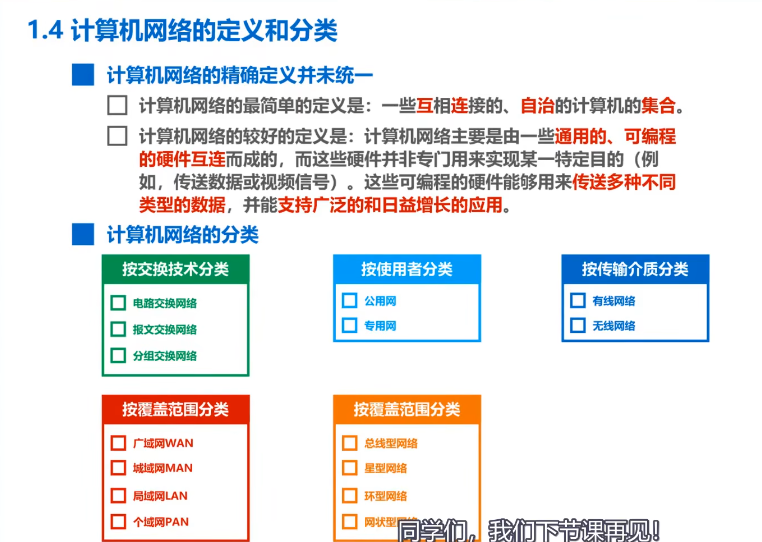 1.4 计算机网络的定义和分类
计算机网络的精确定义并未统一
计算机网络的最简单的定义是：一些互相连接的、自治的计算机的集合。
计算机网络的较好的定义是：计算机网络主要是由一些通用的、可编程
的硬件互连而成的，而这些硬件并非专门用来实现某一特定目的（例
如，传送数据或视频信号）。这些可编程的硬件能够用来传送多种不同
类型的数据，并能支持广泛的和日益增长的应用。
计算机网络的分类
按交换技术分类
电路交换网络
报文交换网络
分组交换网络
按使用者分类
公用网
专用网
按传输介质分类
有线网络
无线网络
按覆盖范围分类
广域网WAN
城域网MAN
局域网LAN
个域网PAN
按覆盖范围分类
总线型网络
星型网络
环型网络
网状型网
同学们，我们下节课再见！